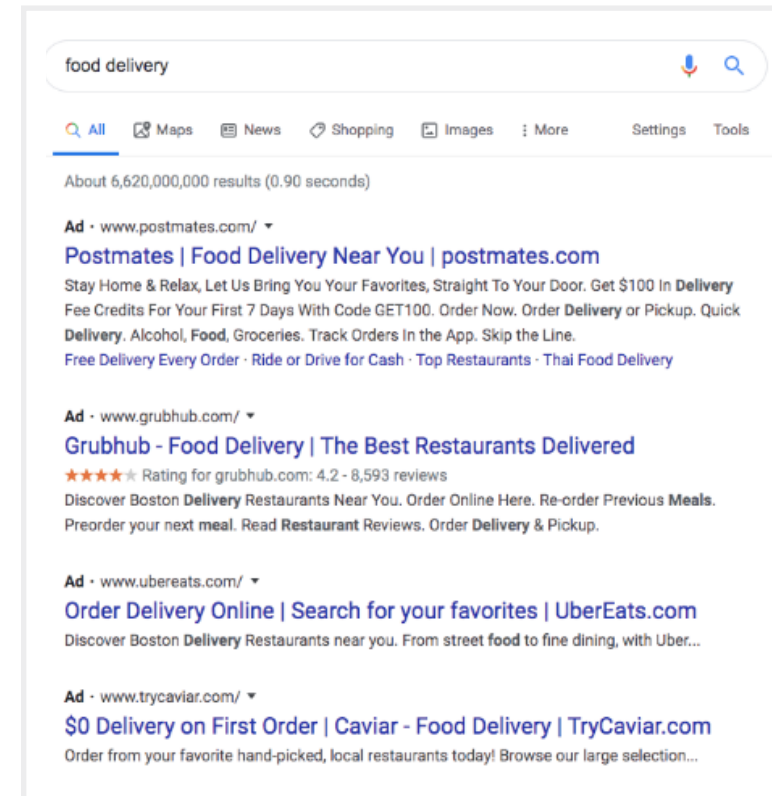 food delivery
All Maps News Shopping Images More Settings Tools
About 6,620,000,000 results (0.90 seconds)
Ad · www.postmates.com/
Postmates | Food Delivery Near You | postmates.com
Stay Home & Relax, Let Us Bring You Your Favorites, Straight To Your Door. Get $100 In Delivery
Fee Credits For Your First 7 Days With Code GET100. Order Now. Order Delivery or Pickup. Quick
Delivery. Alcohol, Food, Groceries. Track Orders In the App. Skip the Line.
Free Delivery Every Order · Ride or Drive for Cash · Top Restaurants · Thai Food Delivery
Ad · www.grubhub.com/
Grubhub - Food Delivery | The Best Restaurants Delivered
Rating for grubhub.com: 4.2 - 8,593 reviews
Discover Boston Delivery Restaurants Near You. Order Online Here. Re-order Previous Meals.
Preorder your next meal. Read Restaurant Reviews. Order Delivery & Pickup.
Ad · www.ubereats.com/
Order Delivery Online | Search for your favorites | UberEats.com
Discover Boston Delivery Restaurants near you. From street food to fine dining, with Uber...
Ad · www.trycaviar.com/
$0 Delivery on First Order | Caviar - Food Delivery | TryCaviar.com
Order from your favorite hand-picked, local restaurants today! Browse our large selection...